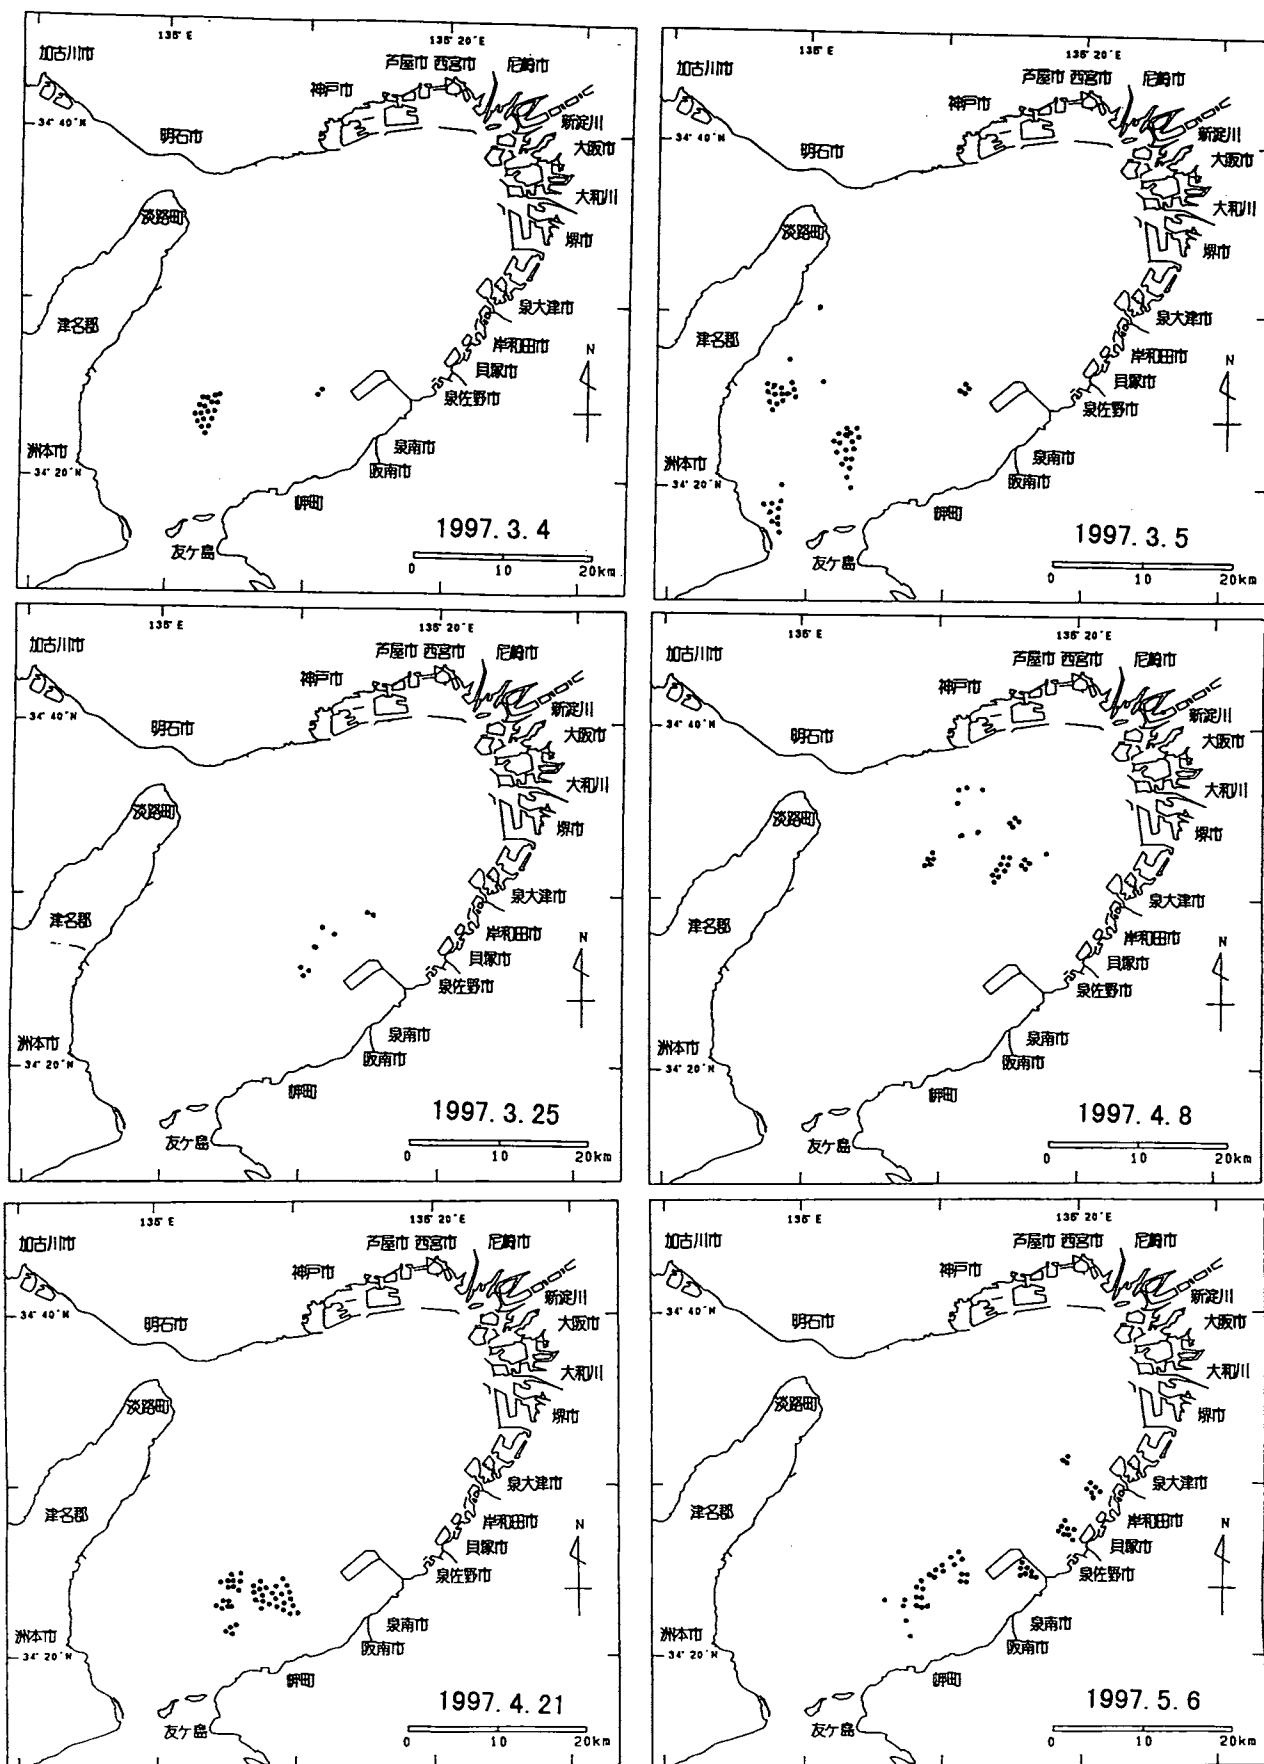 135° E
135° 20' E
加古川市
芦屋市 西宮市 尼崎市
神戸市
34° 40' N
明石市
新淀川
大阪市
大和川
淡路町
堺市
泉大津市
津名郡
岸和田市
N
貝塚市
泉佐野市
洲本市
泉南市
34° 20' N
阪南市
岬町
1997. 3. 4
友ケ島
0 10 20km
135° E
135° 20' E
加古川市
芦屋市 西宮市 尼崎市
神戸市
34° 40' N
明石市
新淀川
大阪市
大和川
淡路町
堺市
泉大津市
津名郡
岸和田市
N
貝塚市
泉佐野市
洲本市
泉南市
34° 20' N
阪南市
岬町
1997. 3. 5
友ケ島
0 10 20km
135° E
135° 20' E
加古川市
芦屋市 西宮市 尼崎市
神戸市
34° 40' N
明石市
新淀川
大阪市
大和川
淡路町
堺市
泉大津市
津名郡
岸和田市
N
貝塚市
泉佐野市
洲本市
泉南市
34° 20' N
阪南市
岬町
1997. 3. 25
友ケ島
0 10 20km
135° E
135° 20' E
加古川市
芦屋市 西宮市 尼崎市
神戸市
34° 40' N
明石市
新淀川
大阪市
大和川
淡路町
堺市
泉大津市
津名郡
岸和田市
N
貝塚市
泉佐野市
洲本市
泉南市
34° 20' N
阪南市
岬町
1997. 4. 8
友ケ島
0 10 20km
135° E
135° 20' E
加古川市
芦屋市 西宮市 尼崎市
神戸市
34° 40' N
明石市
新淀川
大阪市
大和川
淡路町
堺市
泉大津市
津名郡
岸和田市
N
貝塚市
泉佐野市
洲本市
泉南市
34° 20' N
阪南市
岬町
1997. 4. 21
友ケ島
0 10 20km
135° E
135° 20' E
加古川市
芦屋市 西宮市 尼崎市
神戸市
34° 40' N
明石市
新淀川
大阪市
大和川
淡路町
堺市
泉大津市
津名郡
岸和田市
N
貝塚市
泉佐野市
洲本市
泉南市
34° 20' N
阪南市
岬町
1997. 5. 6
友ケ島
0 10 20km